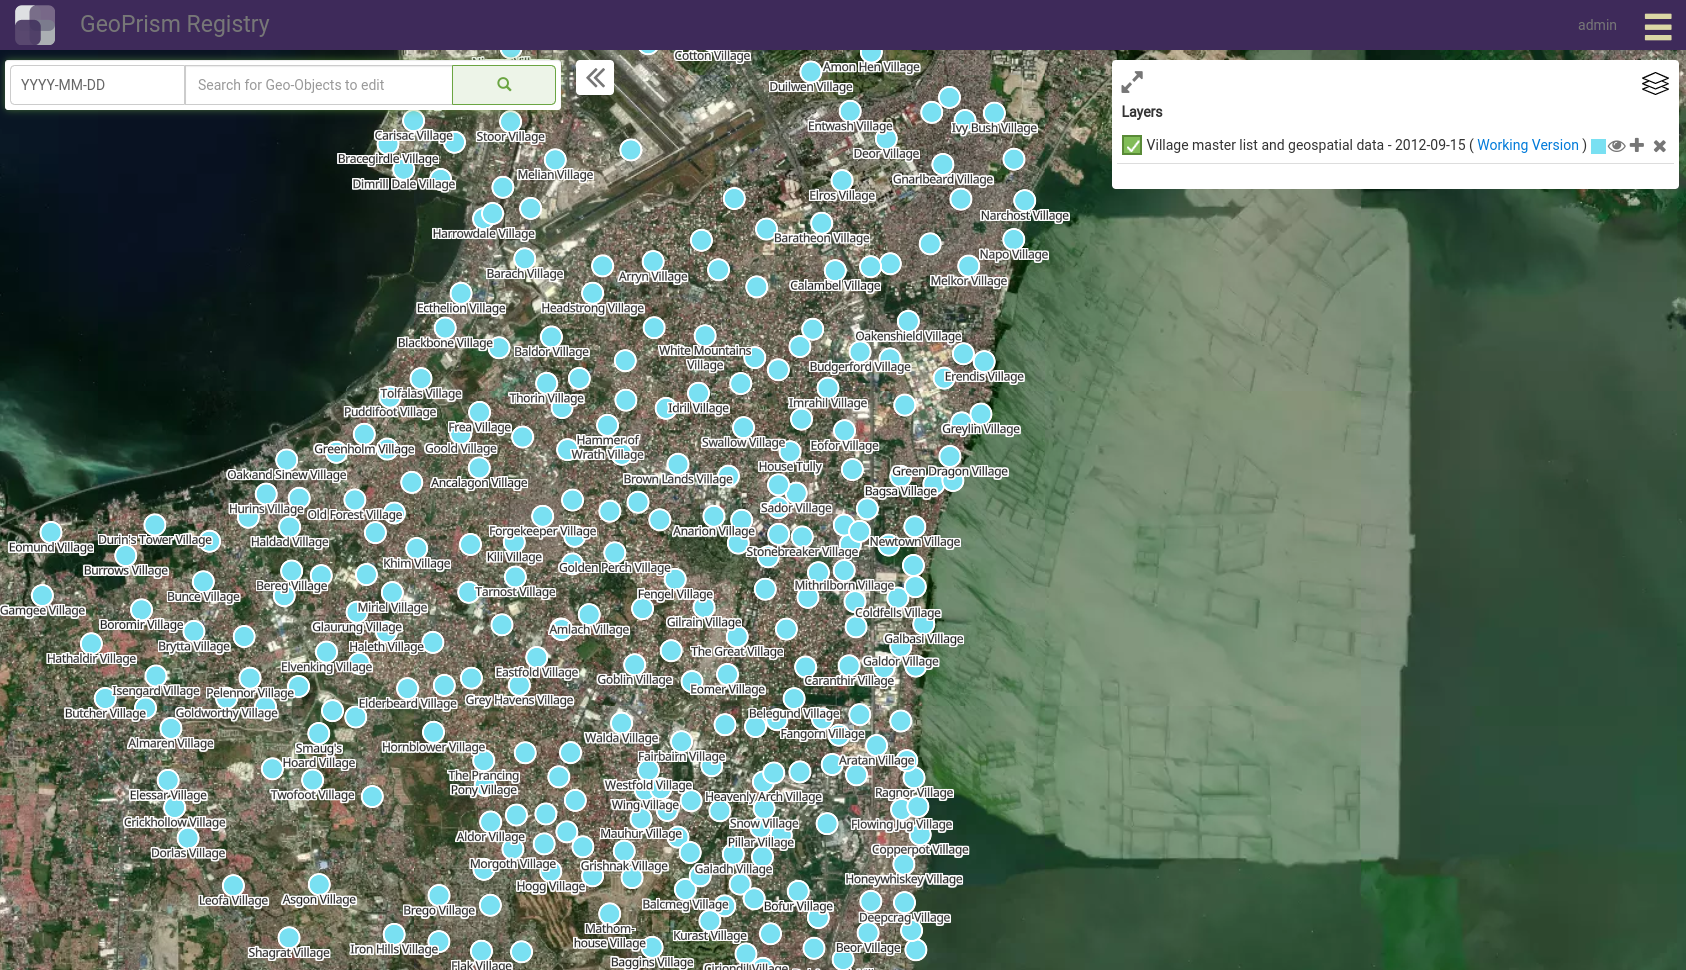 GeoPrism Registry
admin
YYYY-MM-DD
Search for Geo-Objects to edit
Layers
Village master list and geospatial data - 2012-09-15 ( Working Version )
Cotton Village
Amon Hen Village
Duilwen Village
Carisac Village
Stoor Village
Entwash Village
Ivy Bush Village
Bracegirdle Village
Deor Village
Melian Village
Dimrill Dale Village
Gnarlbeard Village
Elros Village
Narchost Village
Harrowdale Village
Baratheon Village
Napo Village
Barach Village
Arryn Village
Calambel Village
Melkor Village
Ecthelion Village
Headstrong Village
Blackbone Village
Baldor Village
White Mountains
Village
Oakenshield Village
Budgerford Village
Erendis Village
Tolfalas Village
Puddifoot Village
Thorin Village
Idril Village
Imrahil Village
Frea Village
Greylin Village
Greenholm Village
Goold Village
Hammer of
Wrath Village
Swallow Village
Eofor Village
Oak and Sinew Village
Ancalagon Village
Brown Lands Village
House Tully
Green Dragon Village
Bagsa Village
Hurins Village
Old Forest Village
Sador Village
Eomund Village
Durin's Tower Village
Haldad Village
Forgekeeper Village
Anarion Village
Newtown Village
Burrows Village
Khim Village
Kili Village
Golden Perch Village
Stonebreaker Village
Bunce Village
Bereg Village
Tarnost Village
Fengel Village
Mithrilborn Village
Gamgee Village
Boromir Village
Miriel Village
Glaurung Village
Amlach Village
Gilrain Village
Coldfells Village
Hathaldir Village
Brytta Village
Haleth Village
The Great Village
Galbasi Village
Elvenking Village
Eastfold Village
Goblin Village
Eomer Village
Caranthir Village
Galdor Village
Isengard Village
Pelennor Village
Butcher Village
Goldworthy Village
Elderbeard Village
Grey Havens Village
Belegund Village
Almaren Village
Smaug's
Hoard Village
Hornblower Village
Walda Village
Fairbairn Village
Fangorn Village
Aratan Village
Elessar Village
Twofoot Village
The Prancing
Pony Village
Westfold Village
Wing Village
Heavenly Arch Village
Ragnor Village
Crickhollow Village
Aldor Village
Mauhur Village
Snow Village
Pillar Village
Flowing Jug Village
Dorlas Village
Morgoth Village
Grishnak Village
Galadh Village
Copperpot Village
Leofa Village
Asgon Village
Brego Village
Hogg Village
Balcmeg Village
Bofur Village
Honeywhiskey Village
Deepcrag Village
Shagrat Village
Iron Hills Village
Mathom-
house Village
Kurast Village
Beor Village
Flak Village
Baggins Village